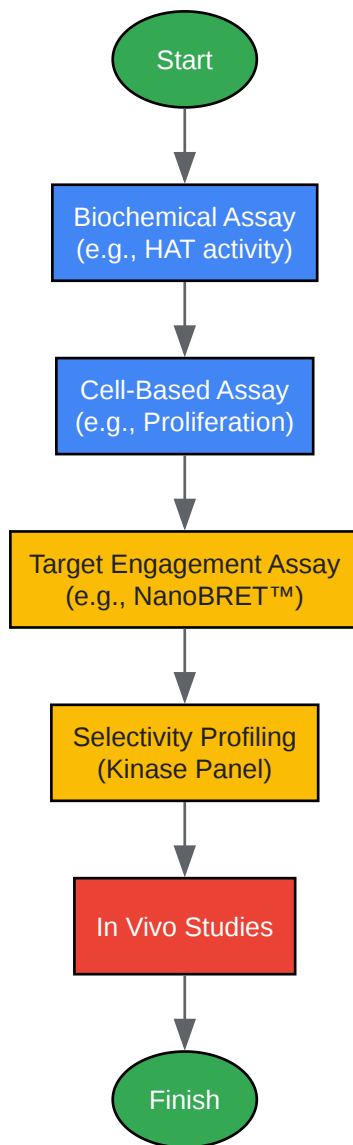 Start
Biochemical Assay
(e.g., HAT activity)
Cell-Based Assay
(e.g., Proliferation)
Target Engagement Assay
(e.g., NanoBRET™)
Selectivity Profiling
(Kinase Panel)
In Vivo Studies
Finish